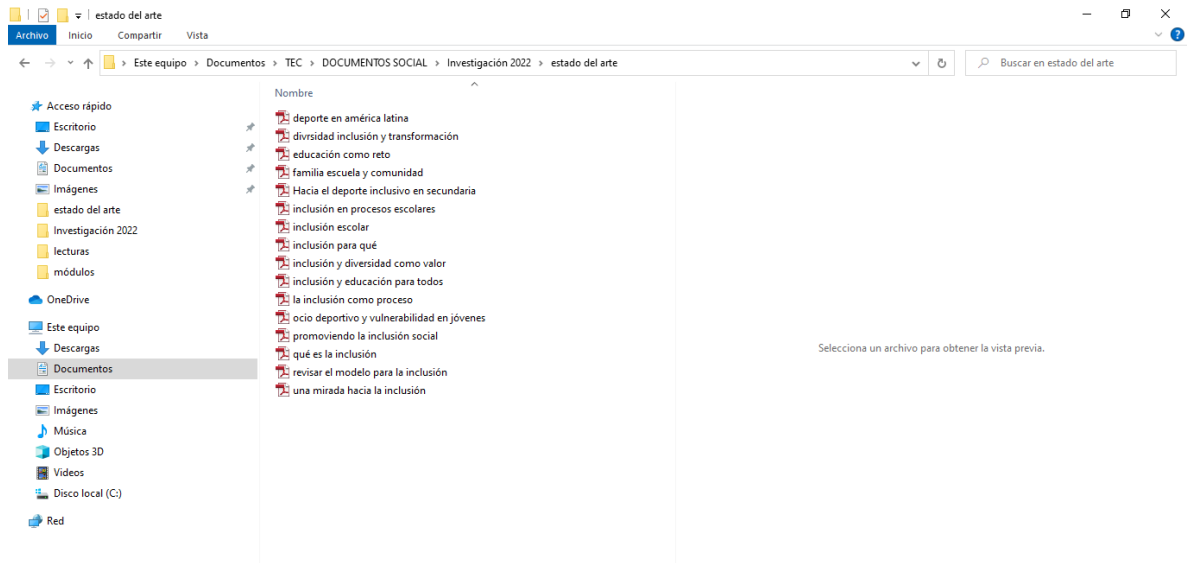 estado del arte
Archivo Inicio Compartir Vista
Este equipo > Documentos > TEC > DOCUMENTOS SOCIAL > Investigación 2022 > estado del arte
Buscar en estado del arte
Acceso rápido
Escritorio
Descargas
Documentos
Imágenes
estado del arte
Investigación 2022
lecturas
módulos
OneDrive
Este equipo
Descargas
Documentos
Escritorio
Imágenes
Música
Objetos 3D
Videos
Disco local (C:)
Red
Nombre
deporte en américa latina
divrsidad inclusión y transformación
educación como reto
familia escuela y comunidad
Hacia el deporte inclusivo en secundaria
inclusión en procesos escolares
inclusión escolar
inclusión para qué
inclusión y diversidad como valor
inclusión y educación para todos
la inclusión como proceso
ocio deportivo y vulnerabilidad en jóvenes
promoviendo la inclusión social
qué es la inclusión
revisar el modelo para la inclusión
una mirada hacia la inclusión
Selecciona un archivo para obtener la vista previa.